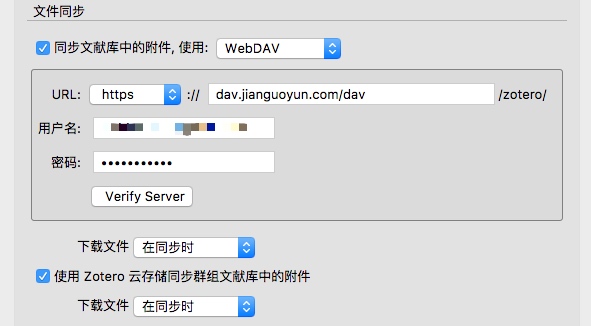 文件同步
同步文献库中的附件, 使用: WebDAV
URL: https :// dav.jianguoyun.com/dav /zotero/
用户名:
密码: •••••••••••
Verify Server
下载文件 在同步时
使用 Zotero 云存储同步群组文献库中的附件
下载文件 在同步时